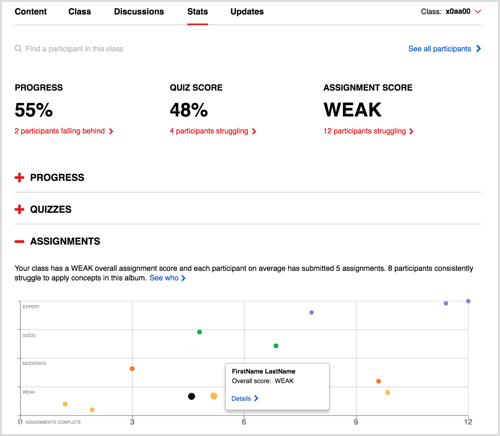 Content Class Discussions Stats Updates Class: x0aa00
Find a participant in this class See all participants
PROGRESS QUIZ SCORE ASSIGNMENT SCORE
55% 48% WEAK
2 participants falling behind 4 participants struggling 12 participants struggling
PROGRESS
QUIZZES
ASSIGNMENTS
Your class has a WEAK overall assignment score and each participant on average has submitted 5 assignments. 8 participants consistently
struggle to apply concepts in this album. See who
EXPERT
GOOD
MODERATE
FirstName LastName
Overall score: WEAK
WEAK
Details
0 ASSIGNMENTS COMPLETE 3 6 9 12